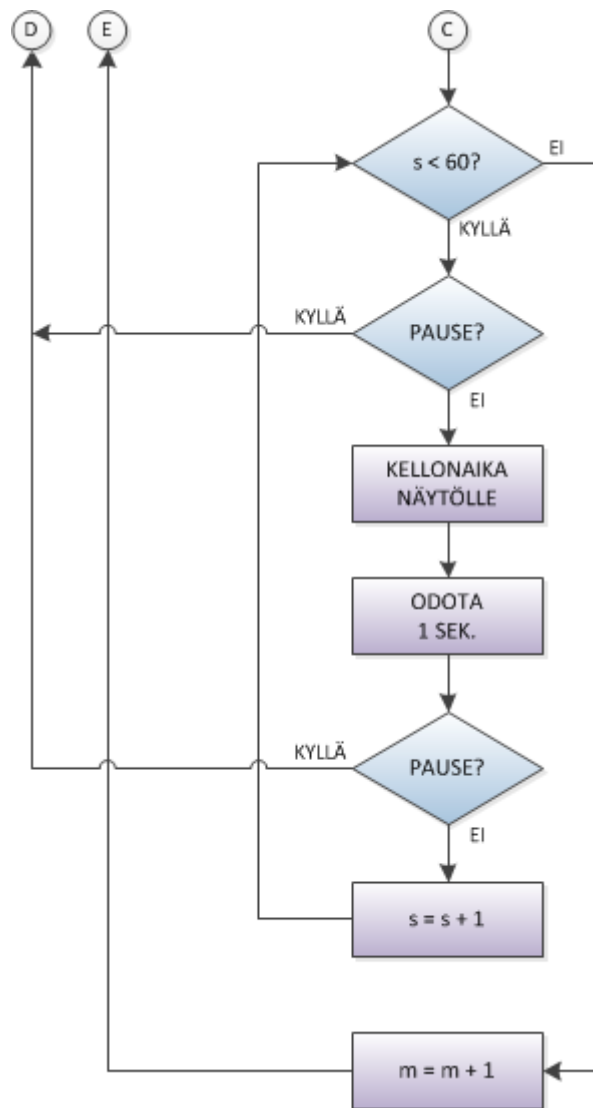 D
E
C
s < 60?
EI
KYLLÄ
KYLLÄ
PAUSE?
EI
KELLONAIKA
NÄYTÖLLE
ODOTA
1 SEK.
KYLLÄ
PAUSE?
EI
s = s + 1
m = m + 1